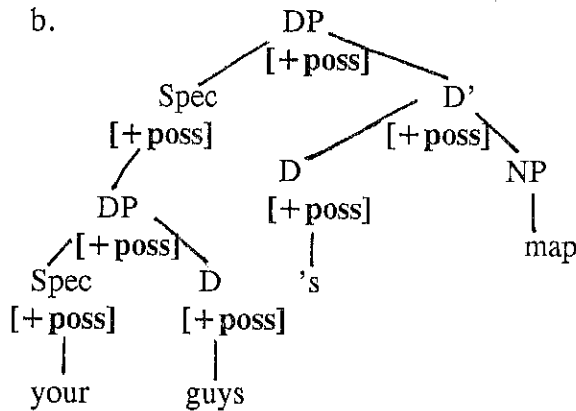 b.
DP
[+poss]
Spec D'
[+poss] [+poss]
D NP
DP [+poss]
[+poss] map
Spec D 's
[+poss] [+poss]
your guys